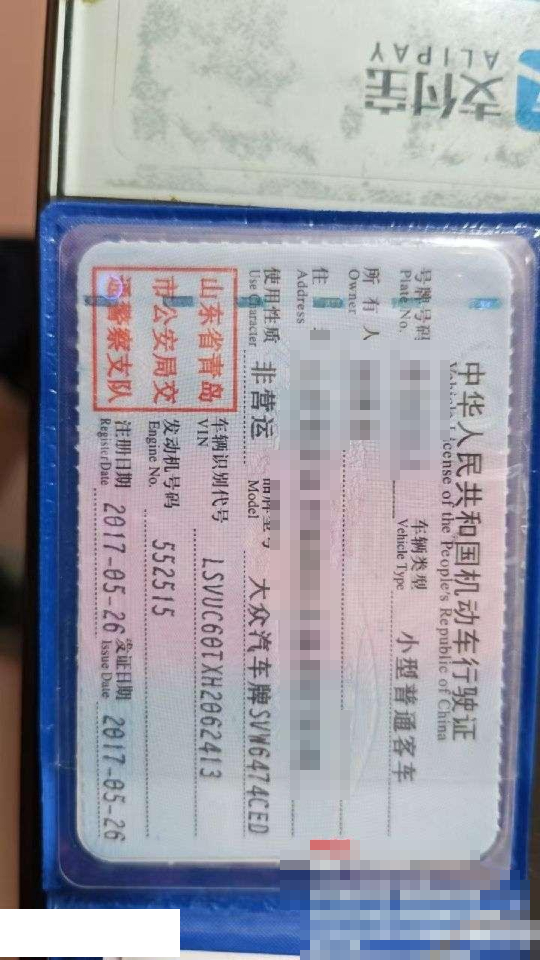 支付宝
ALIPAY
中华人民共和国机动车行驶证
Vehicle License of the People's Republic of China
号牌号码
Plate No.
车辆类型
Vehicle Type
小型普通客车
所有人
Owner
住
Address
使用性质
Use Character
非营运
品牌型号
Model
大众汽车牌SVW6474CED
山东省青岛
市公安局交
通警察支队
车辆识别代号
VIN
LSVUC60TXH2062413
发动机号码
Engine No.
552515
注册日期
Register Date
2017-05-26
发证日期
Issue Date
2017-05-26